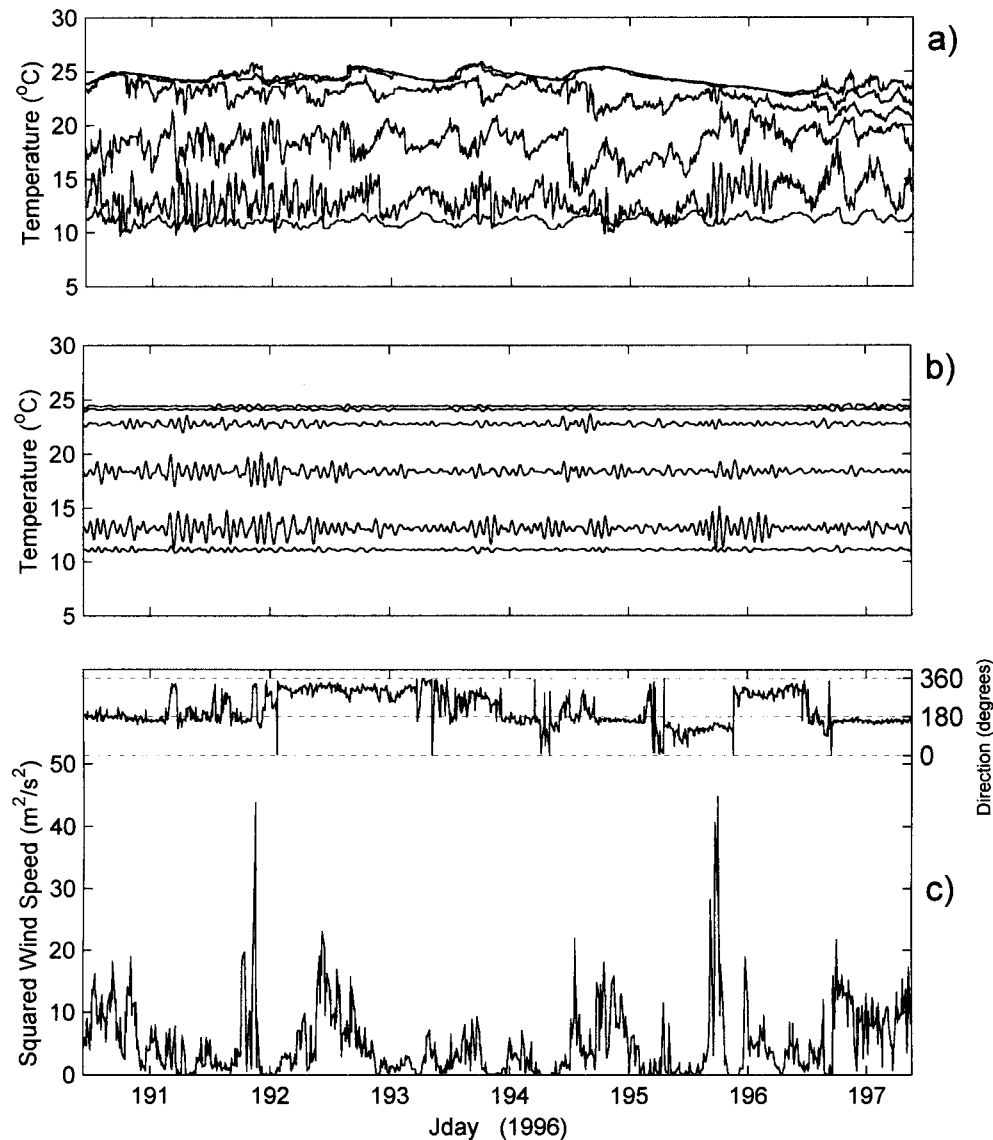 a)
30
25
20
15
10
5
Temperature (°C)
b)
30
25
20
15
10
5
Temperature (°C)
360
180
0
Direction (degrees)
50
40
30
20
10
0
Squared Wind Speed (m²/s²)
c)
191 192 193 194 195 196 197
Jday (1996)